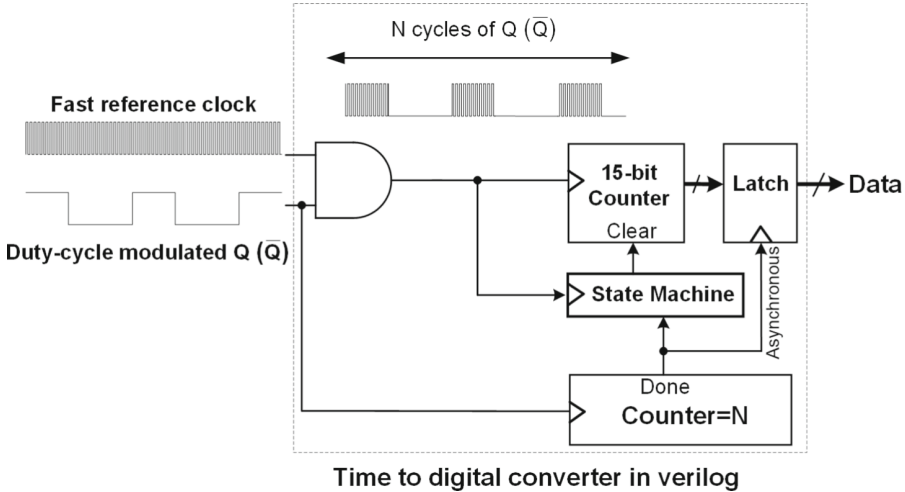 N cycles of Q (Q̅)
Fast reference clock
15-bit
Counter
Clear
Latch
Data
Duty-cycle modulated Q (Q̅)
State Machine
Asynchronous
Done
Counter=N
Time to digital converter in verilog